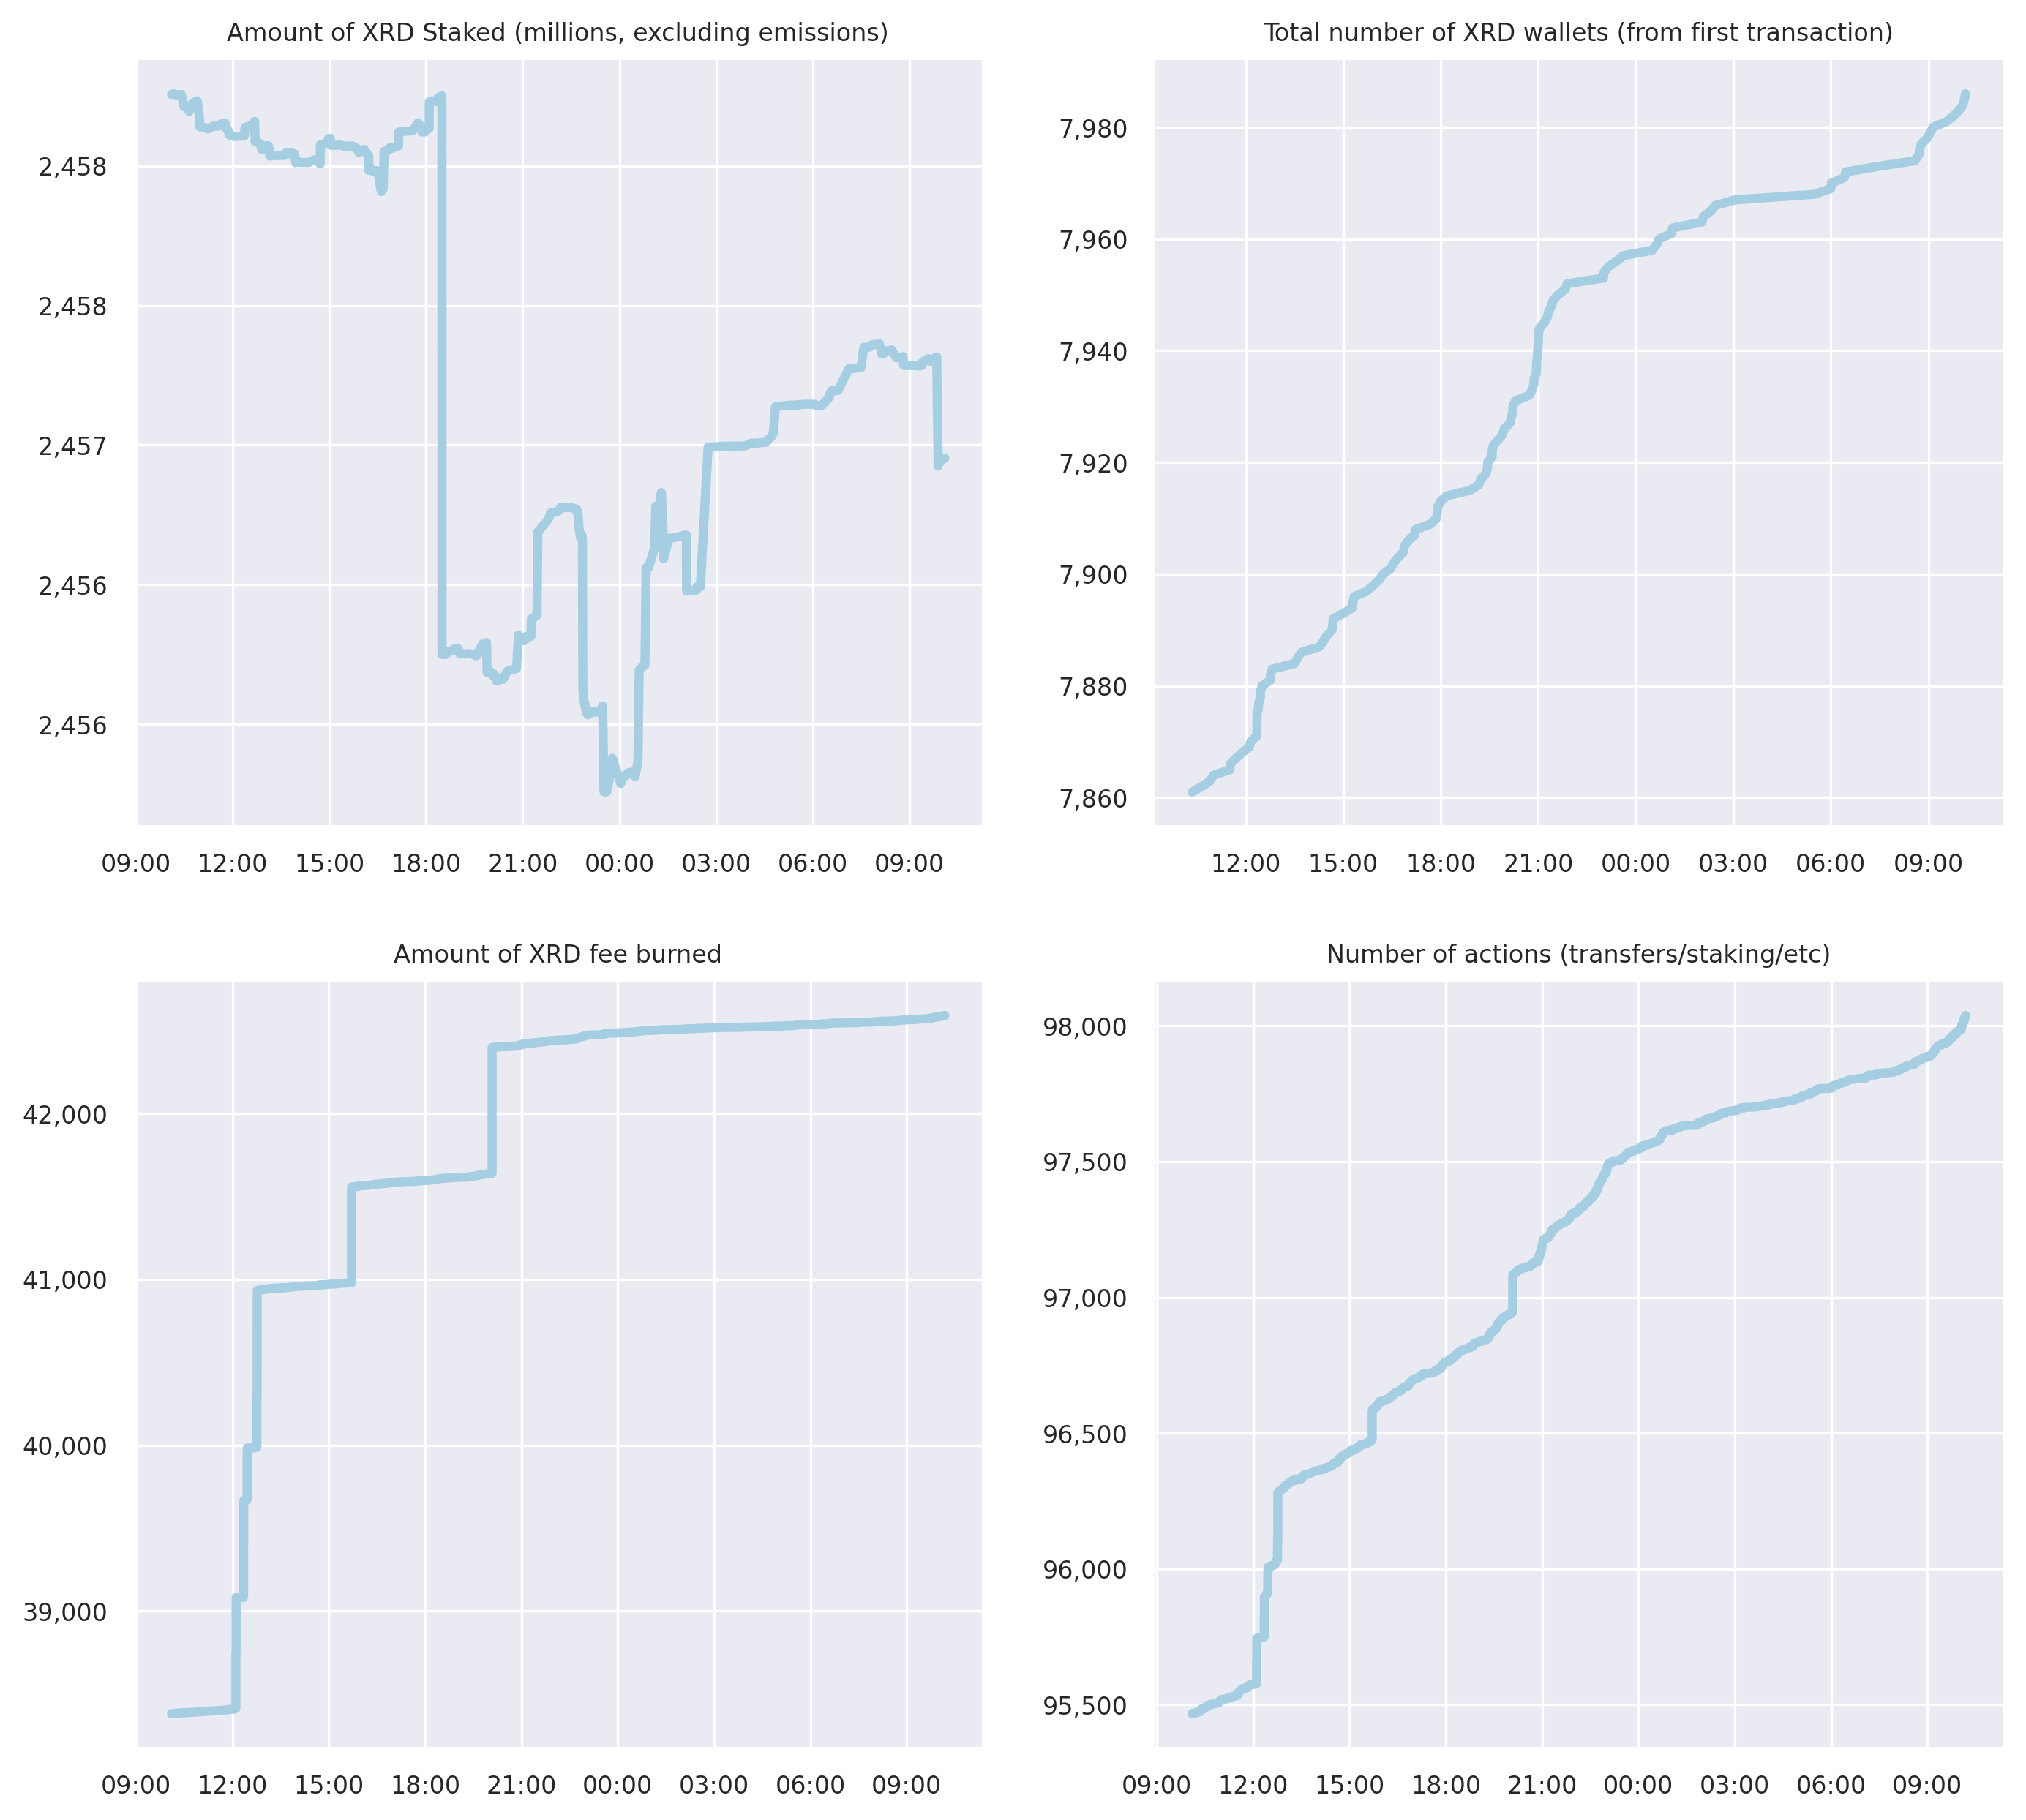 Amount of XRD Staked (millions, excluding emissions)
2,458
2,458
2,457
2,456
2,456
09:00 12:00 15:00 18:00 21:00 00:00 03:00 06:00 09:00
Total number of XRD wallets (from first transaction)
7,980
7,960
7,940
7,920
7,900
7,880
7,860
12:00 15:00 18:00 21:00 00:00 03:00 06:00 09:00
Amount of XRD fee burned
42,000
41,000
40,000
39,000
09:00 12:00 15:00 18:00 21:00 00:00 03:00 06:00 09:00
Number of actions (transfers/staking/etc)
98,000
97,500
97,000
96,500
96,000
95,500
09:00 12:00 15:00 18:00 21:00 00:00 03:00 06:00 09:00